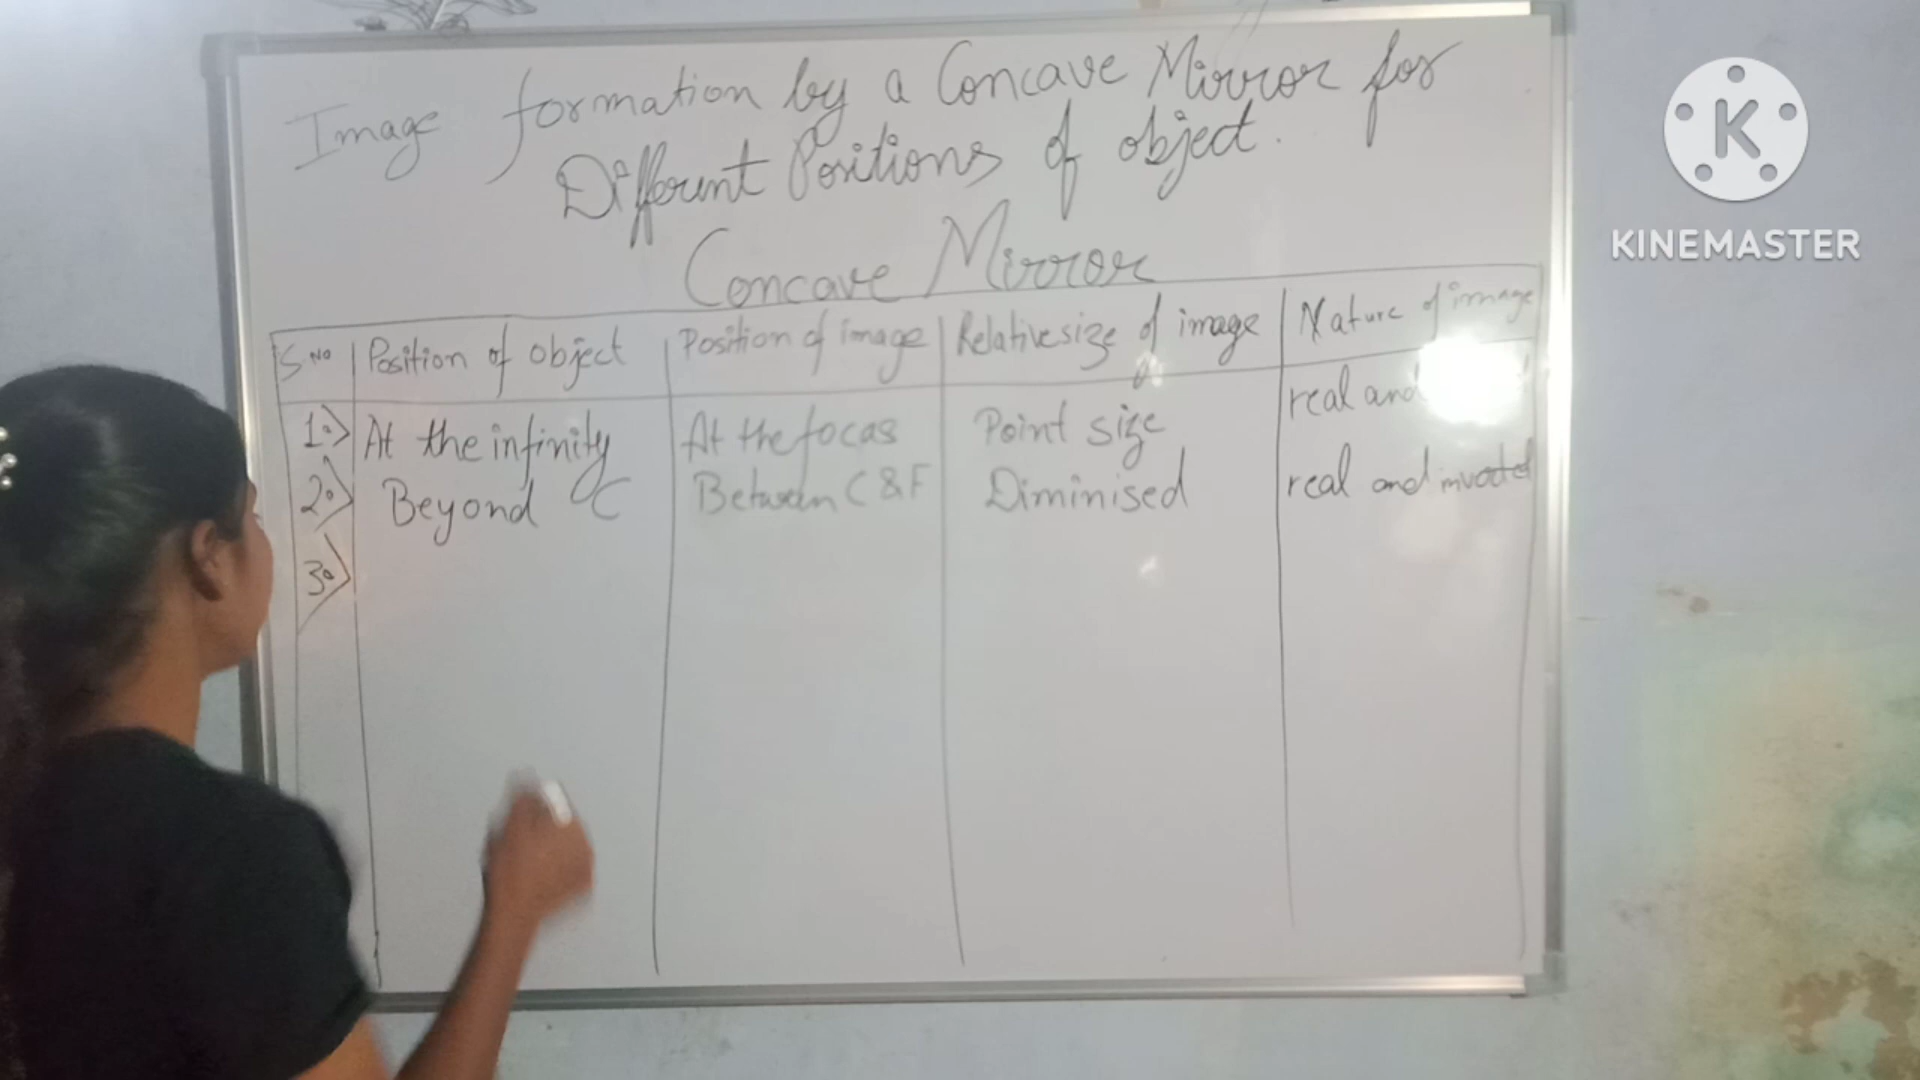 Image formation by a Concave Mirror for
Different Positions of object.
Concave Mirror
S No Position of object Position of image Relative size of image Nature of image
1.> At the infinity At the focas Point size real and
2.> Beyond C Between C & F Diminised real and
3.>
K
KINEMASTER